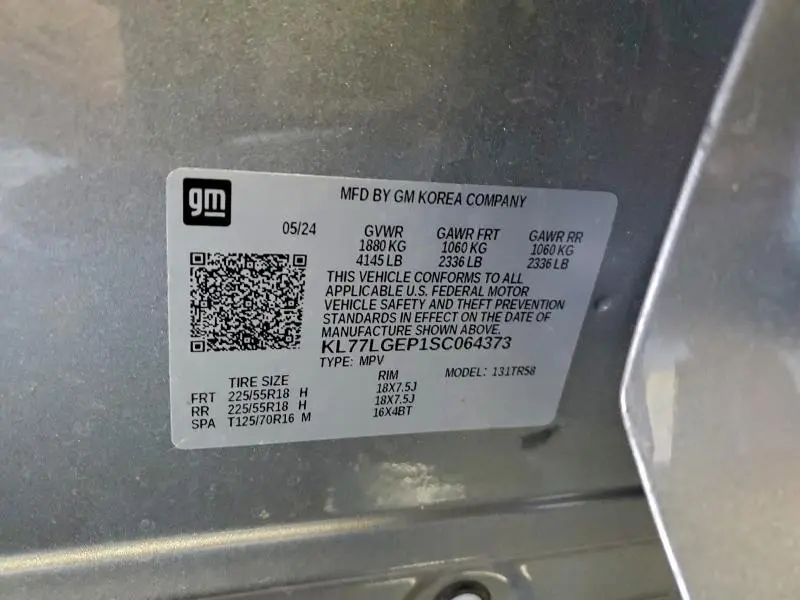 gm
MFD BY GM KOREA COMPANY
05/24 GVWR GAWR FRT GAWR RR
1880 KG 1060 KG 1060 KG
4145 LB 2336 LB 2336 LB
THIS VEHICLE CONFORMS TO ALL
APPLICABLE U.S. FEDERAL MOTOR
VEHICLE SAFETY AND THEFT PREVENTION
STANDARDS IN EFFECT ON THE DATE OF
MANUFACTURE SHOWN ABOVE.
KL77LGEP1SC064373
TYPE: MPV MODEL: 131TR58
TIRE SIZE RIM
FRT 225/55R18 H 18X7.5J
RR 225/55R18 H 18X7.5J
SPA T125/70R16 M 16X4BT